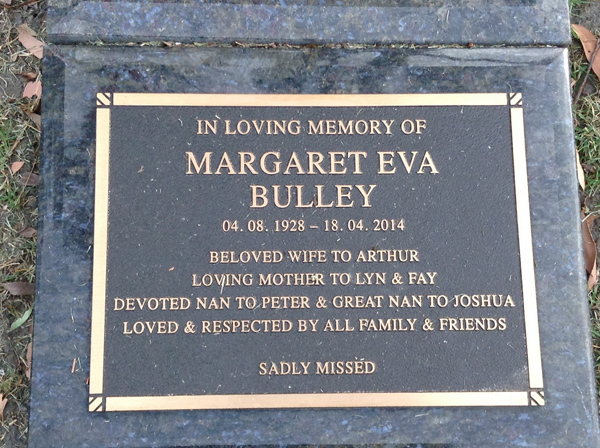 IN LOVING MEMORY OF
MARGARET EVA
BULLEY
04. 08. 1928 – 18. 04. 2014
BELOVED WIFE TO ARTHUR
LOVING MOTHER TO LYN & FAY
DEVOTED NAN TO PETER & GREAT NAN TO JOSHUA
LOVED & RESPECTED BY ALL FAMILY & FRIENDS
SADLY MISSED